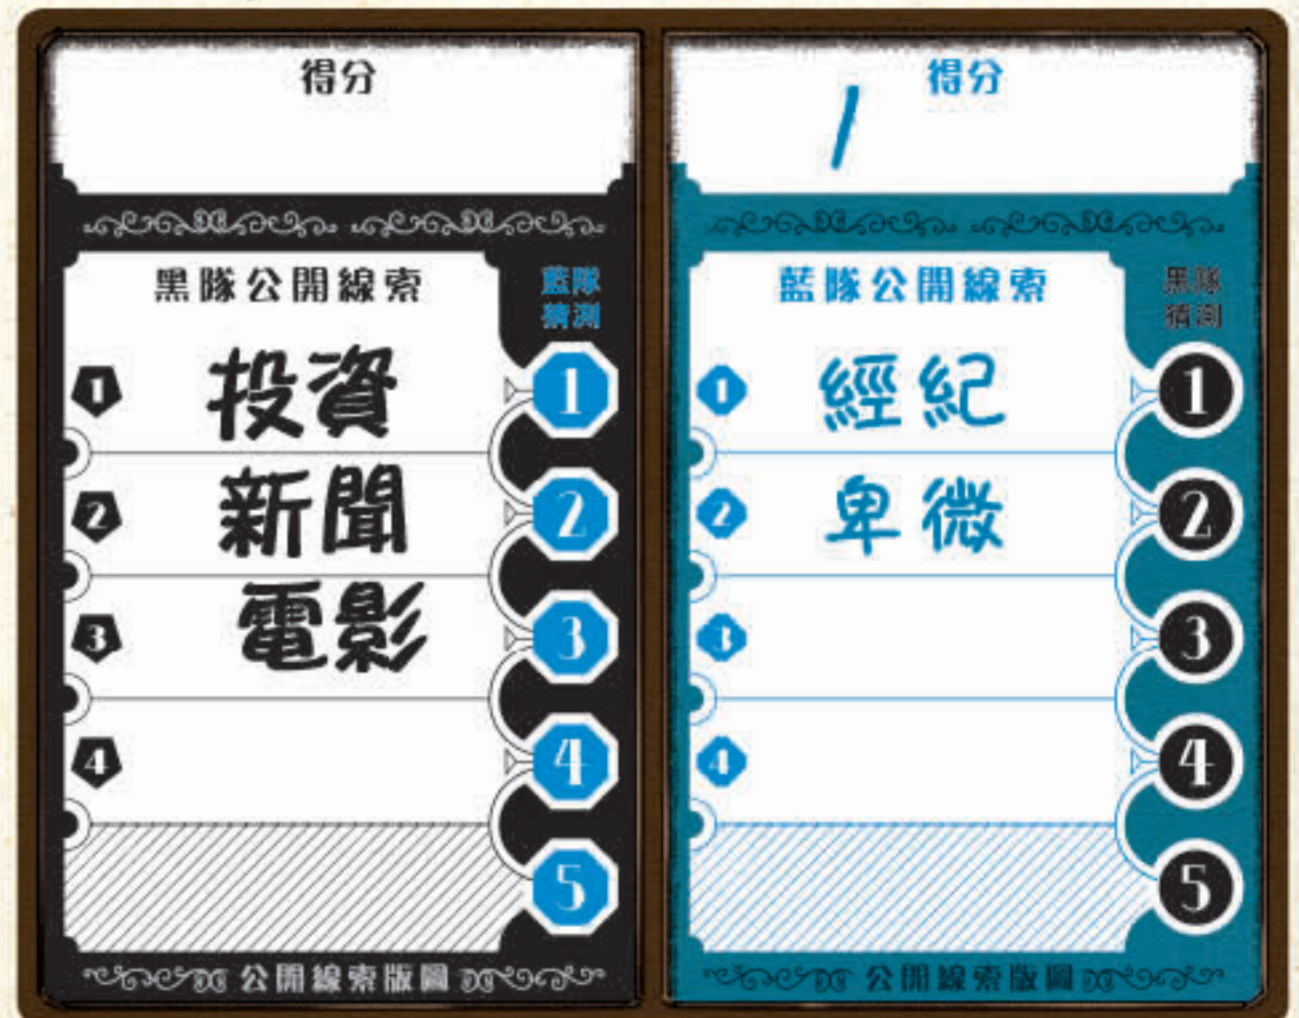 得分
黑隊公開線索
藍隊
猜測
1 投資 1
2 新聞 2
3 電影 3
4 4
5
公開線索版圖
1 得分
藍隊公開線索
黑隊
猜測
1 經紀 1
2 卑微 2
3 3
4 4
5
公開線索版圖